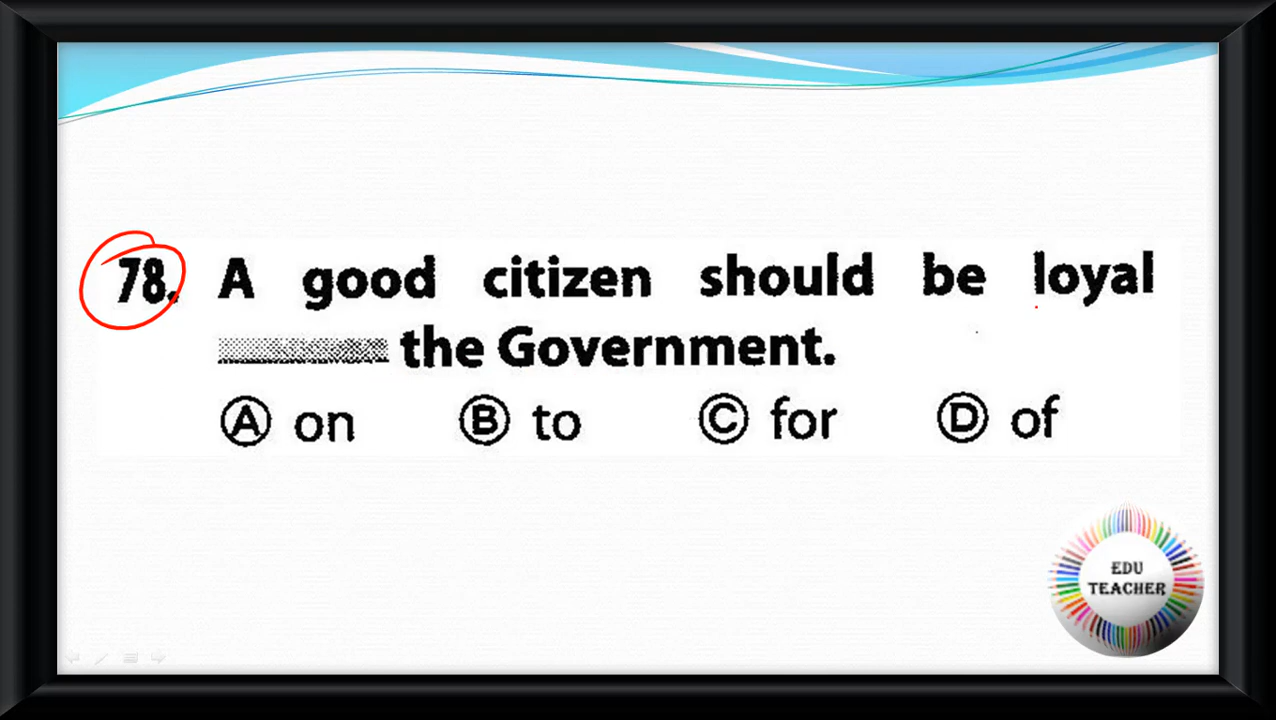 78. A good citizen should be loyal
the Government.
Ⓐ on Ⓑ to Ⓒ for Ⓓ of
EDU
TEACHER